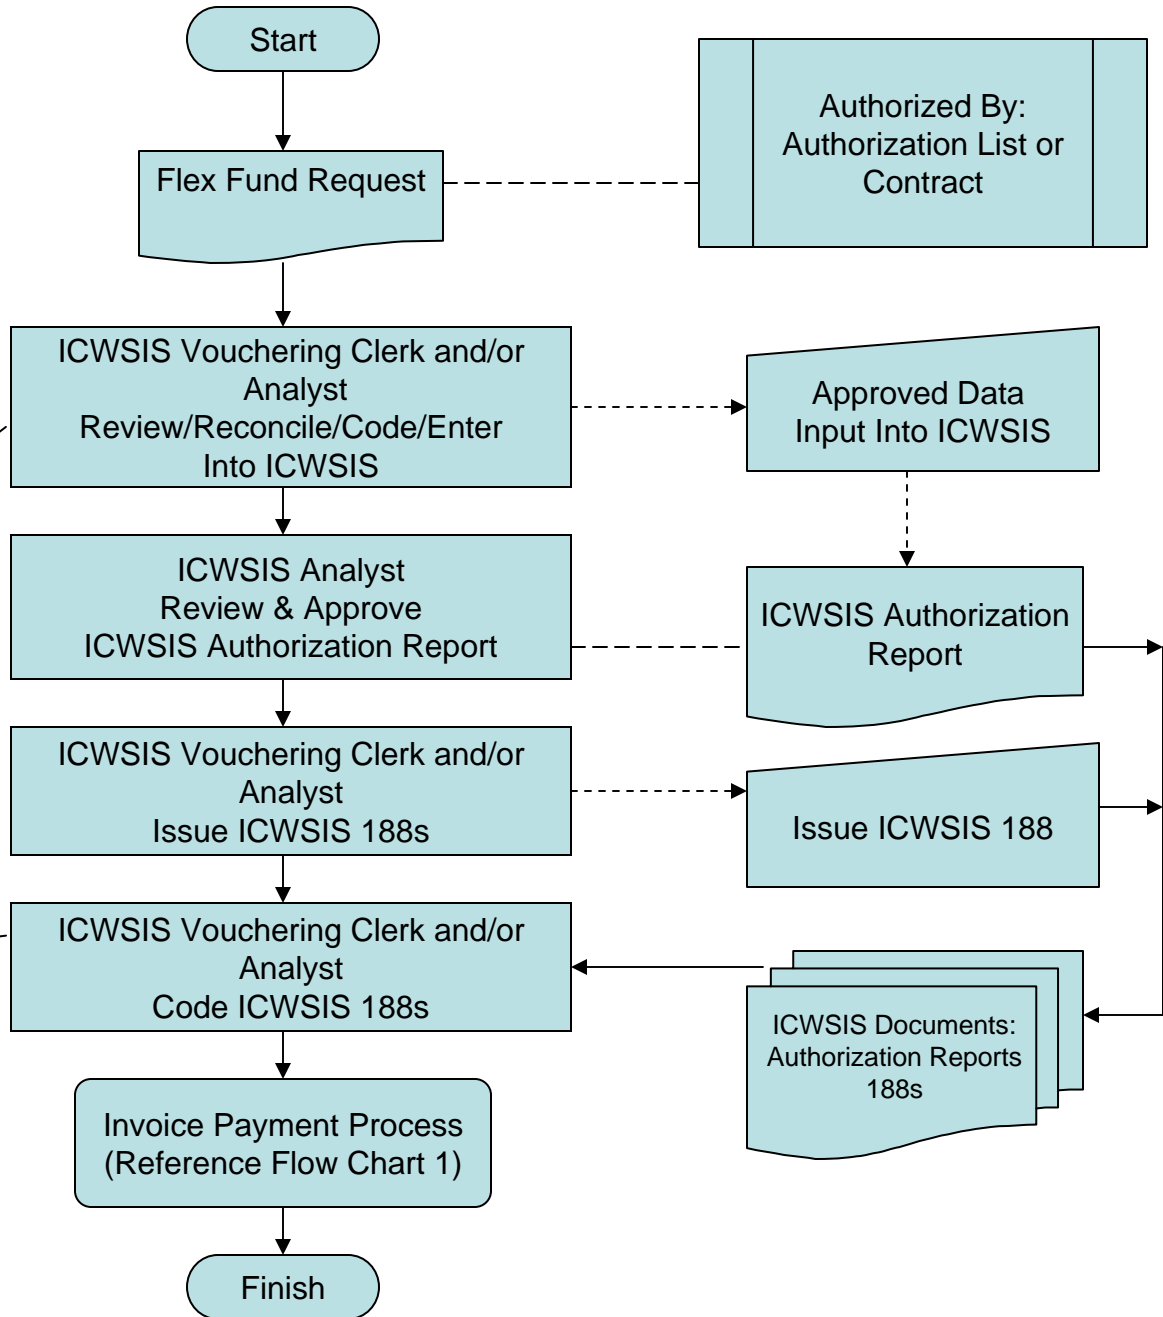 Start
Authorized By:
Authorization List or
Contract
Flex Fund Request
ICWSIS Vouchering Clerk and/or
Analyst
Review/Reconcile/Code/Enter
Into ICWSIS
Approved Data
Input Into ICWSIS
ICWSIS Analyst
Review & Approve
ICWSIS Authorization Report
ICWSIS Authorization
Report
ICWSIS Vouchering Clerk and/or
Analyst
Issue ICWSIS 188s
Issue ICWSIS 188
ICWSIS Vouchering Clerk and/or
Analyst
Code ICWSIS 188s
ICWSIS Documents:
Authorization Reports
188s
Invoice Payment Process
(Reference Flow Chart 1)
Finish